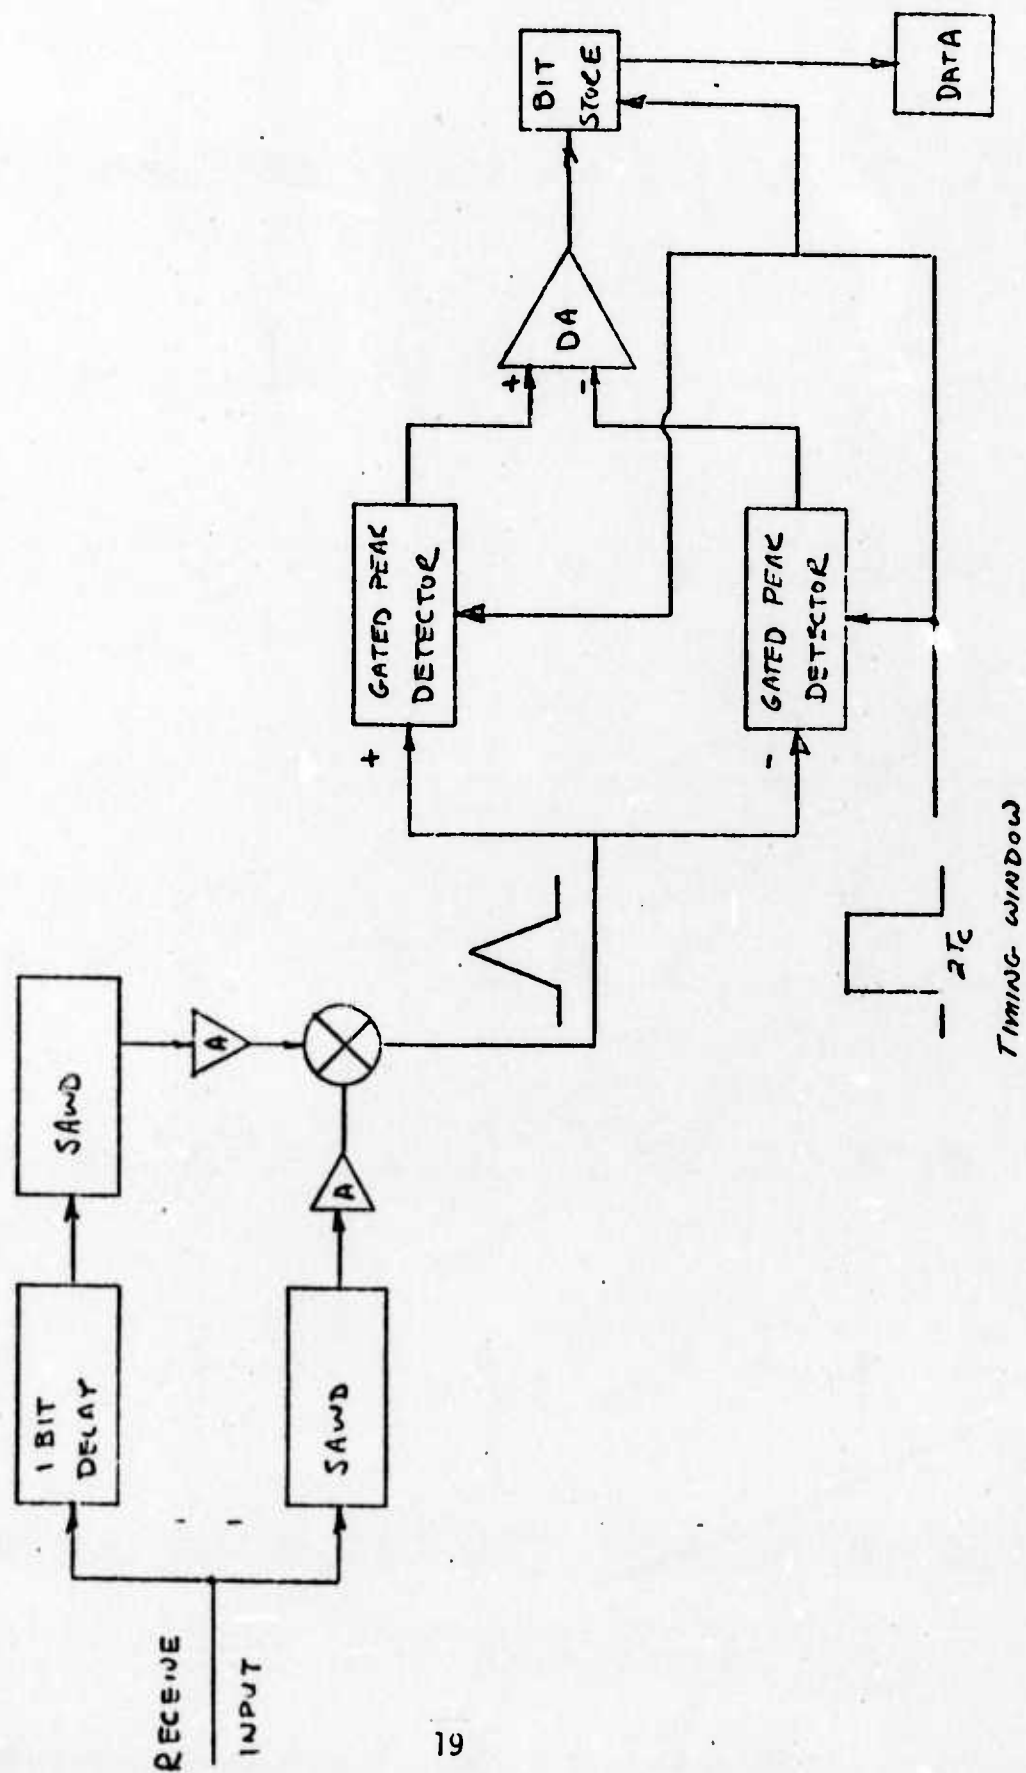 RECEIVE
INPUT
1 BIT
DELAY
SAWD
SAWD
A
A
+
-
GATED PEAK
DETECTOR
GATED PEAK
DETECTOR
+
-
DA
BIT
STORE
DATA
2Tc
TIMING WINDOW
19